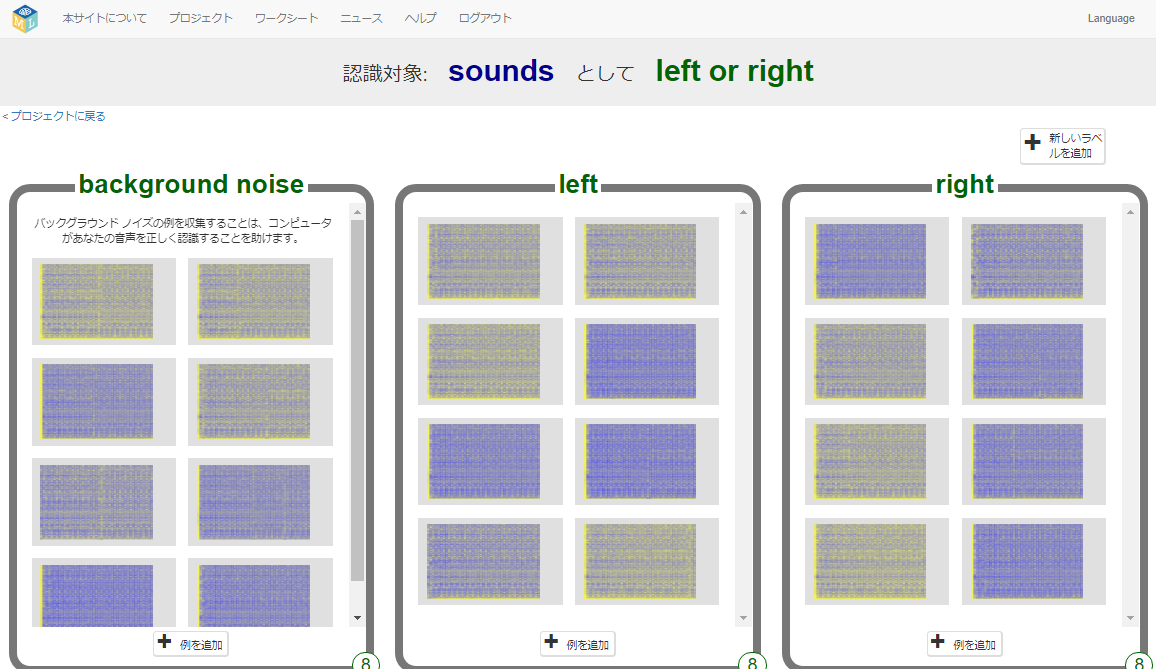 ML
本サイトについて プロジェクト ワークシート ニュース ヘルプ ログアウト Language
認識対象: sounds として left or right
< プロジェクトに戻る
新しいラベ
ルを追加
background noise
バックグラウンド ノイズの例を収集することは、コンピュータ
があなたの音声を正しく認識することを助けます。
例を追加
8
left
例を追加
8
right
例を追加
8